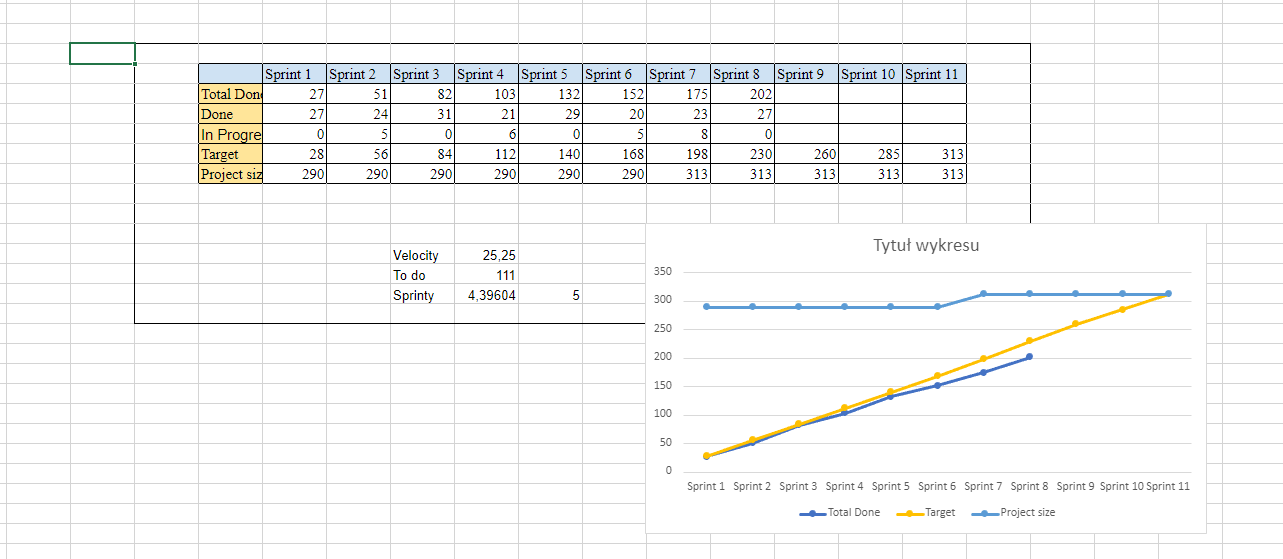 Sprint 1 Sprint 2 Sprint 3 Sprint 4 Sprint 5 Sprint 6 Sprint 7 Sprint 8 Sprint 9 Sprint 10 Sprint 11
Total Don 27 51 82 103 132 152 175 202
Done 27 24 31 21 29 20 23 27
In Progre 0 5 0 6 0 5 8 0
Target 28 56 84 112 140 168 198 230 260 285 313
Project siz 290 290 290 290 290 290 313 313 313 313 313
Velocity 25,25
To do 111
Sprinty 4,39604 5
Tytuł wykresu
350
300
250
200
150
100
50
0
Sprint 1 Sprint 2 Sprint 3 Sprint 4 Sprint 5 Sprint 6 Sprint 7 Sprint 8 Sprint 9 Sprint 10 Sprint 11
Total Done Target Project size